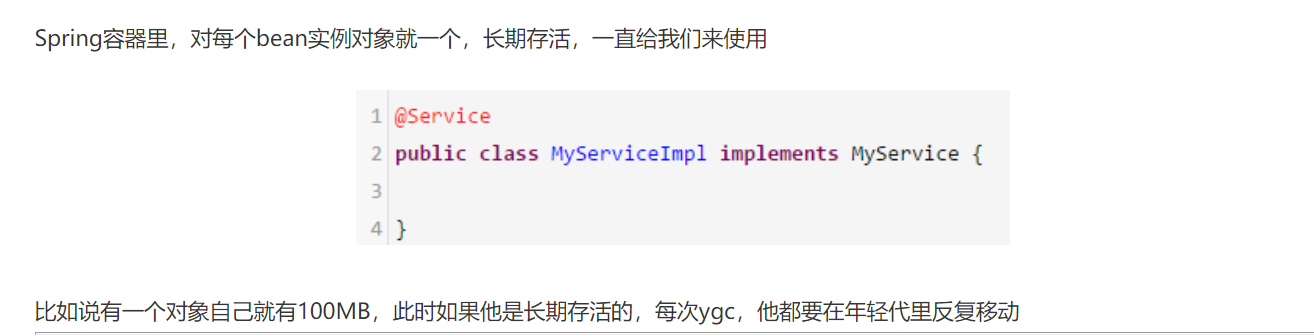 Spring容器里，对每个bean实例对象就一个，长期存活，一直给我们来使用
1 @Service
2 public class MyServiceImpl implements MyService {
3
4 }
比如说有一个对象自己就有100MB，此时如果他是长期存活的，每次ygc，他都要在年轻代里反复移动